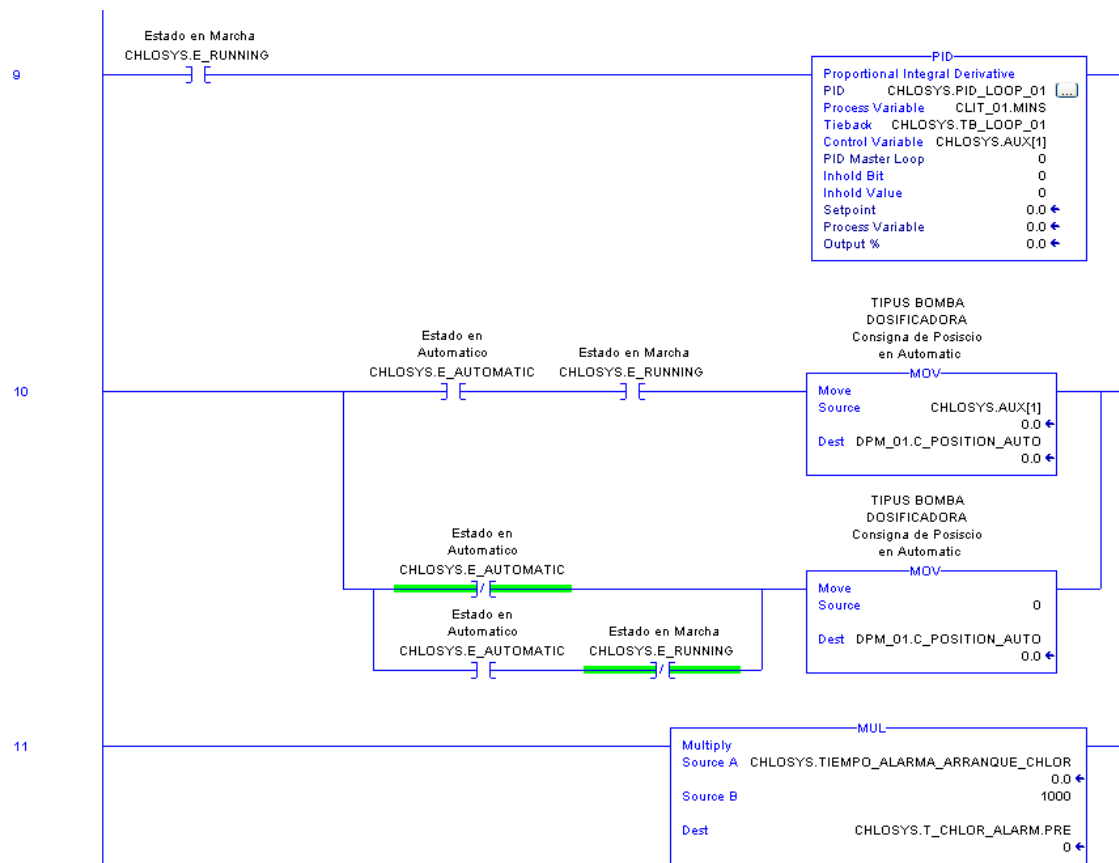 Estado en Marcha
CHLOSYS.E_RUNNING
9
PID
Proportional Integral Derivative
PID CHLOSYS.PID_LOOP_01 ...
Process Variable CLIT_01.MINS
Tieback CHLOSYS.TB_LOOP_01
Control Variable CHLOSYS.AUX[1]
PID Master Loop 0
Inhold Bit 0
Inhold Value 0
Setpoint 0.0
Process Variable 0.0
Output % 0.0
TIPUS BOMBA
DOSIFICADORA
Consigna de Posiscio
en Automatic
Estado en
Automatico
CHLOSYS.E_AUTOMATIC
Estado en Marcha
CHLOSYS.E_RUNNING
10
MOV
Move
Source CHLOSYS.AUX[1]
0.0
Dest DPM_01.C_POSITION_AUTO
0.0
TIPUS BOMBA
DOSIFICADORA
Consigna de Posiscio
en Automatic
Estado en
Automatico
CHLOSYS.E_AUTOMATIC
MOV
Move
Source 0
Dest DPM_01.C_POSITION_AUTO
0.0
Estado en
Automatico
CHLOSYS.E_AUTOMATIC
Estado en Marcha
CHLOSYS.E_RUNNING
11
MUL
Multiply
Source A CHLOSYS.TIEMPO_ALARMA_ARRANQUE_CHLOR
0.0
Source B 1000
Dest CHLOSYS.T_CHLOR_ALARM.PRE
0